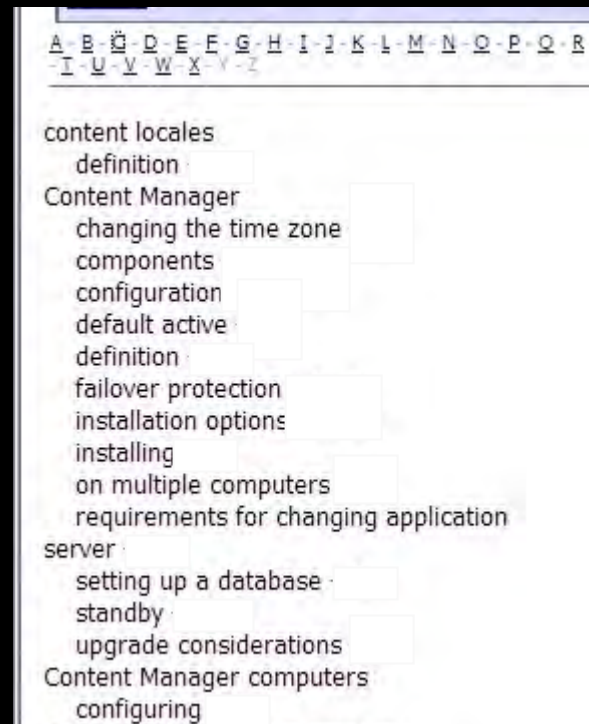 A - B - C - D - E - F - G - H - I - J - K - L - M - N - O - P - Q - R
- T - U - V - W - X - Y - Z
content locales
definition
Content Manager
changing the time zone
components
configuration
default active
definition
failover protection
installation options
installing
on multiple computers
requirements for changing application
server
setting up a database
standby
upgrade considerations
Content Manager computers
configuring